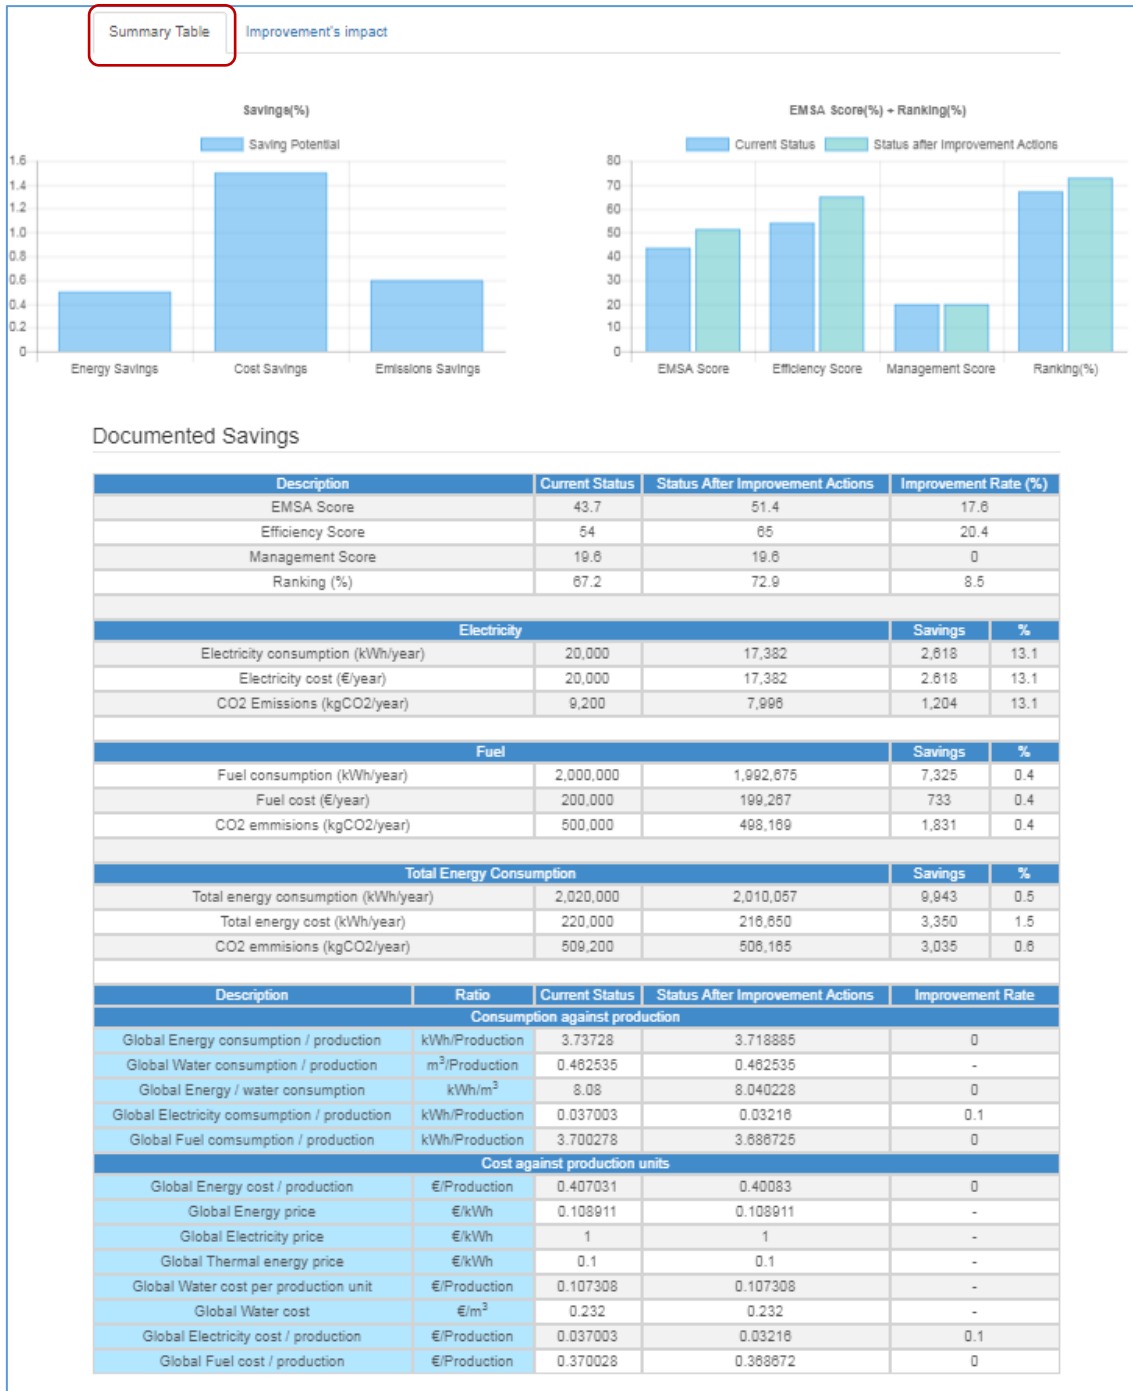 Summary Table Improvement's impact
Savings(%)
Saving Potential
1.6
1.4
1.2
1.0
0.8
0.6
0.4
0.2
0
Energy Savings Cost Savings Emissions Savings
EMSA Score(%) + Ranking(%)
Current Status Status after Improvement Actions
80
70
60
50
40
30
20
10
0
EMSA Score Efficiency Score Management Score Ranking(%)
Documented Savings
Description Current Status Status After Improvement Actions Improvement Rate (%)
EMSA Score 43.7 51.4 17.6
Efficiency Score 54 65 20.4
Management Score 19.6 19.6 0
Ranking (%) 67.2 72.9 8.5
Electricity Savings %
Electricity consumption (kWh/year) 20,000 17,382 2,618 13.1
Electricity cost (€/year) 20,000 17,382 2.618 13.1
CO2 Emissions (kgCO2/year) 9,200 7,996 1,204 13.1
Fuel Savings %
Fuel consumption (kWh/year) 2,000,000 1,992,675 7,325 0.4
Fuel cost (€/year) 200,000 199,267 733 0.4
CO2 emmisions (kgCO2/year) 500,000 498,169 1,831 0.4
Total Energy Consumption Savings %
Total energy consumption (kWh/year) 2,020,000 2,010,057 9,943 0.5
Total energy cost (kWh/year) 220,000 216,650 3,350 1.5
CO2 emmisions (kgCO2/year) 509,200 506,165 3,035 0.6
Description Ratio Current Status Status After Improvement Actions Improvement Rate
Consumption against production
Global Energy consumption / production kWh/Production 3.73728 3.718885 0
Global Water consumption / production m³/Production 0.462535 0.462535 -
Global Energy / water consumption kWh/m³ 8.08 8.040228 0
Global Electricity comsumption / production kWh/Production 0.037003 0.03216 0.1
Global Fuel comsumption / production kWh/Production 3.700278 3.686725 0
Cost against production units
Global Energy cost / production €/Production 0.407031 0.40083 0
Global Energy price €/kWh 0.108911 0.108911 -
Global Electricity price €/kWh 1 1 -
Global Thermal energy price €/kWh 0.1 0.1 -
Global Water cost per production unit €/Production 0.107308 0.107308 -
Global Water cost €/m³ 0.232 0.232 -
Global Electricity cost / production €/Production 0.037003 0.03216 0.1
Global Fuel cost / production €/Production 0.370028 0.368672 0